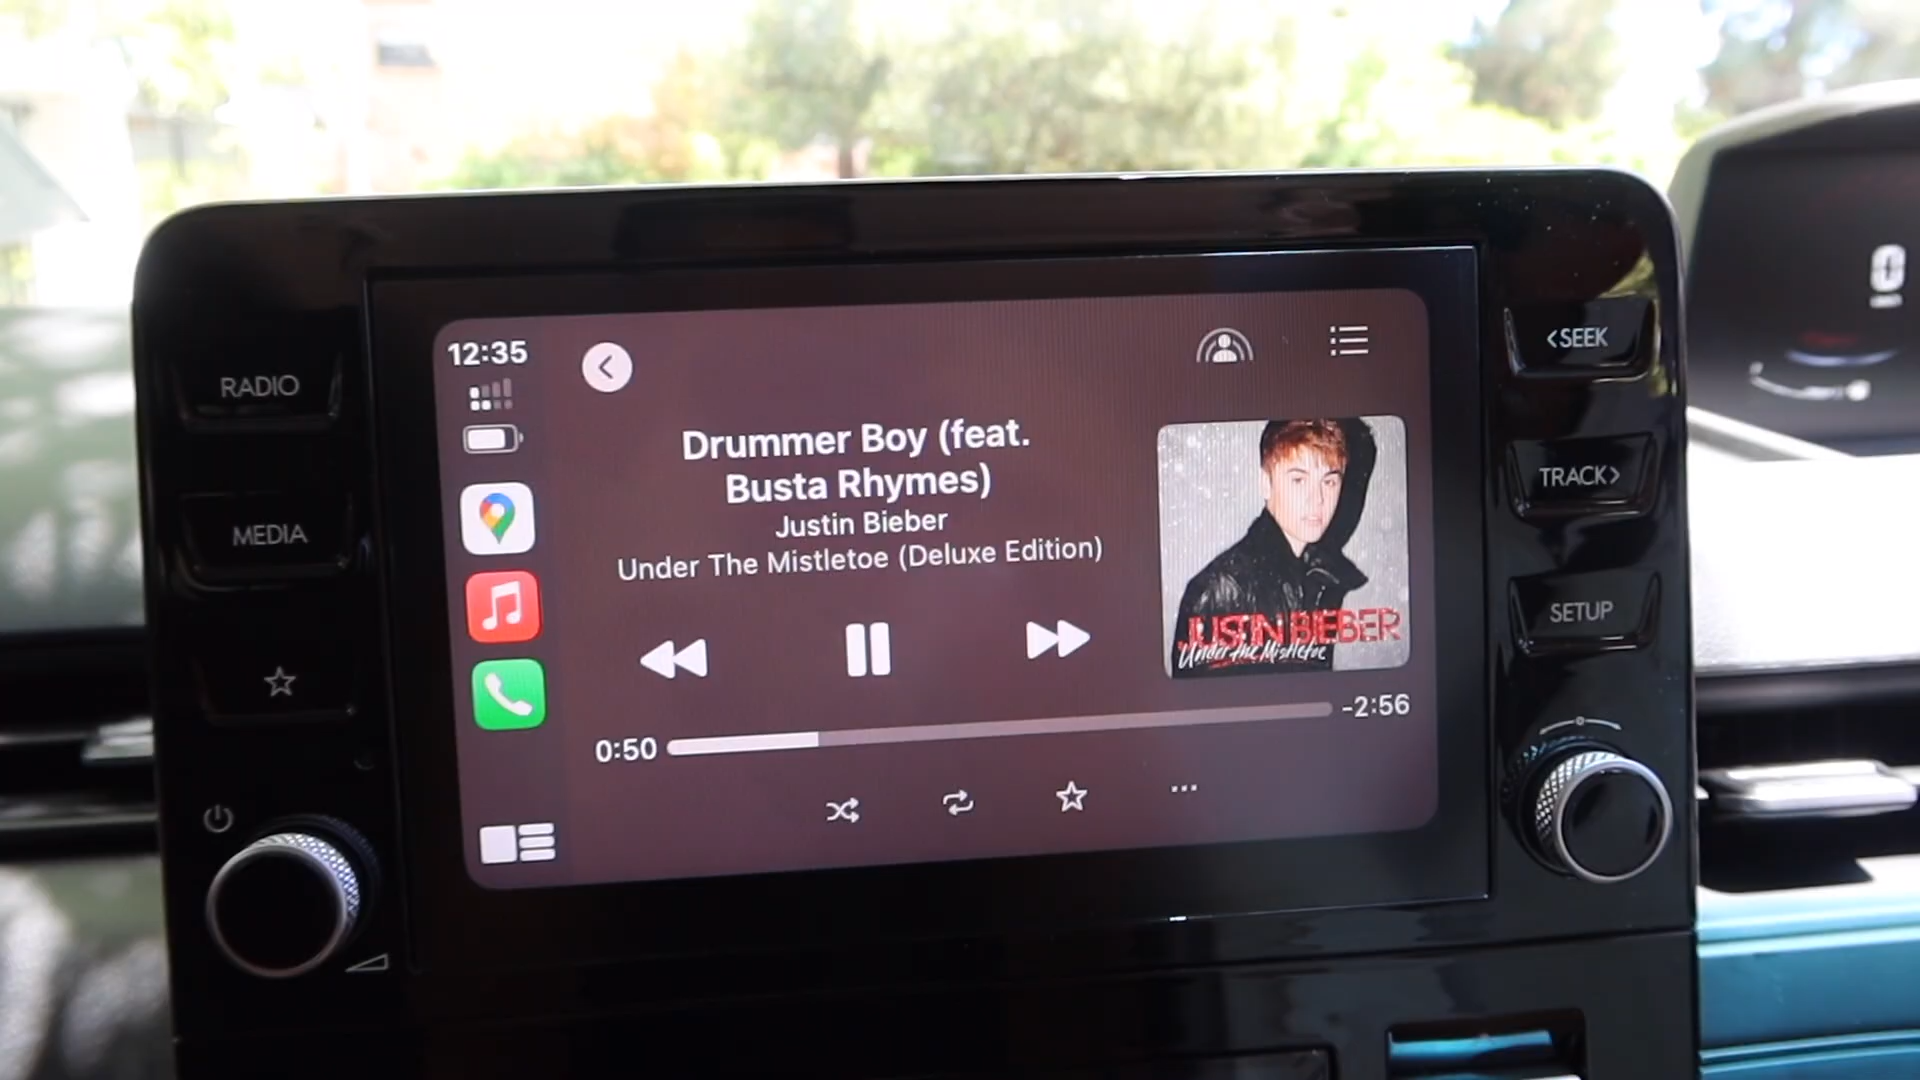 RADIO
MEDIA
12:35
Drummer Boy (feat.
Busta Rhymes)
Justin Bieber
Under The Mistletoe (Deluxe Edition)
JUSTIN BIEBER
Under the Mistletoe
0:50
-2:56
<SEEK
TRACK>
SETUP
0